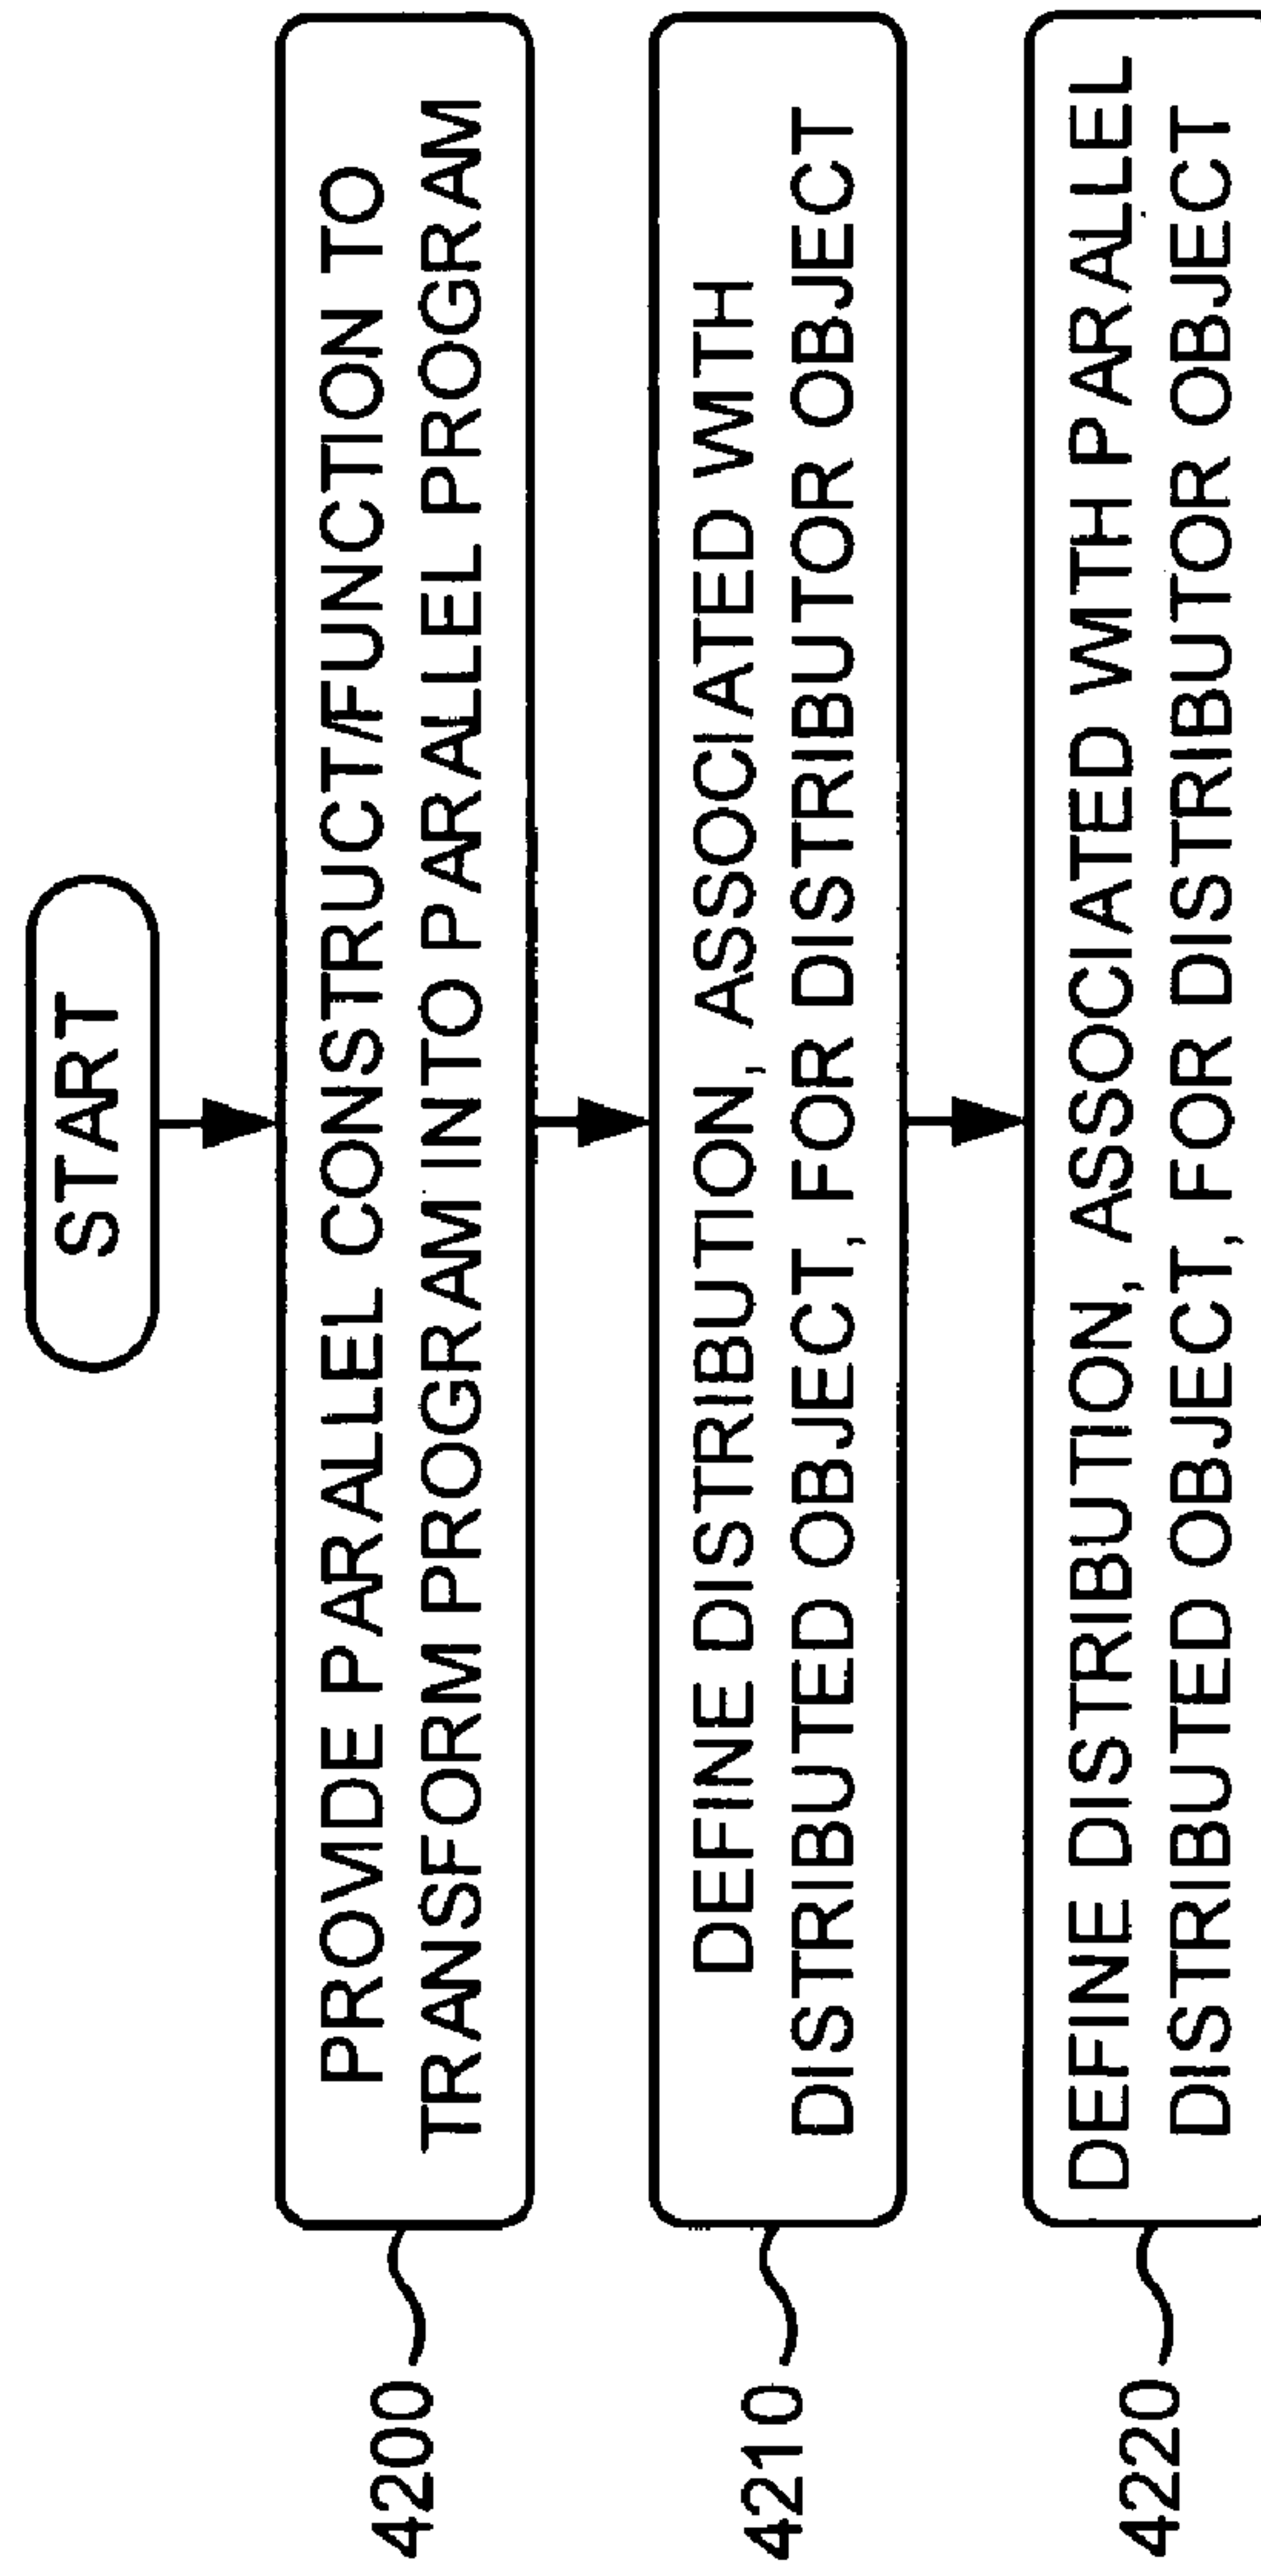 START
PROVIDE PARALLEL CONSTRUCT/FUNCTION TO
TRANSFORM PROGRAM INTO PARALLEL PROGRAM
4200
DEFINE DISTRIBUTION, ASSOCIATED WITH
DISTRIBUTED OBJECT, FOR DISTRIBUTOR OBJECT
4210
DEFINE DISTRIBUTION, ASSOCIATED WITH PARALLEL
DISTRIBUTED OBJECT, FOR DISTRIBUTOR OBJECT
4220